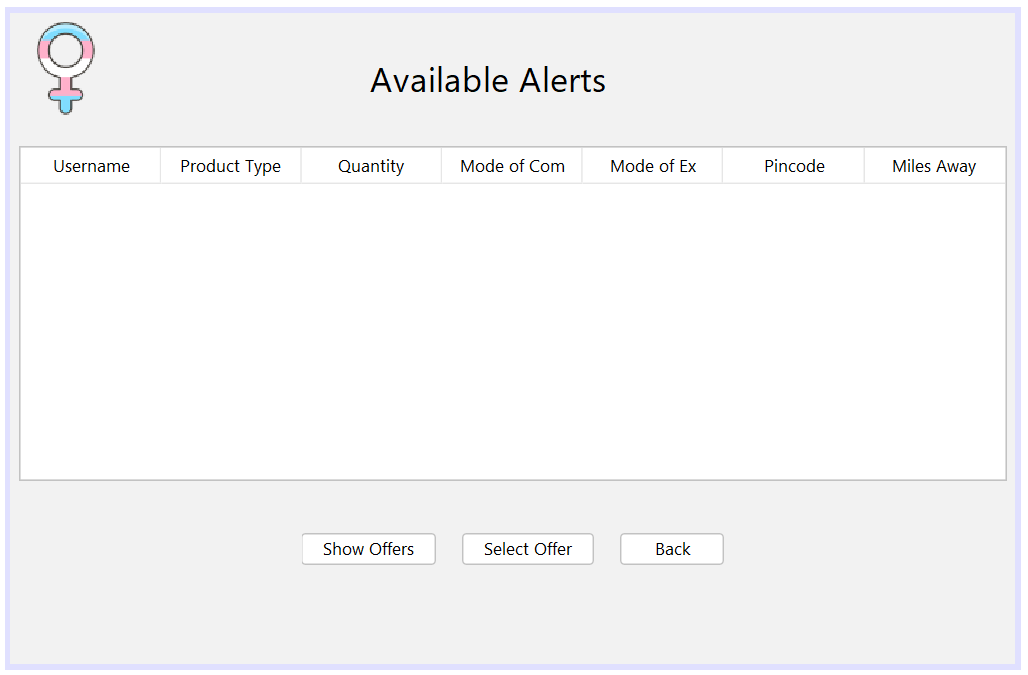 Available Alerts
Username Product Type Quantity Mode of Com Mode of Ex Pincode Miles Away
Show Offers Select Offer Back